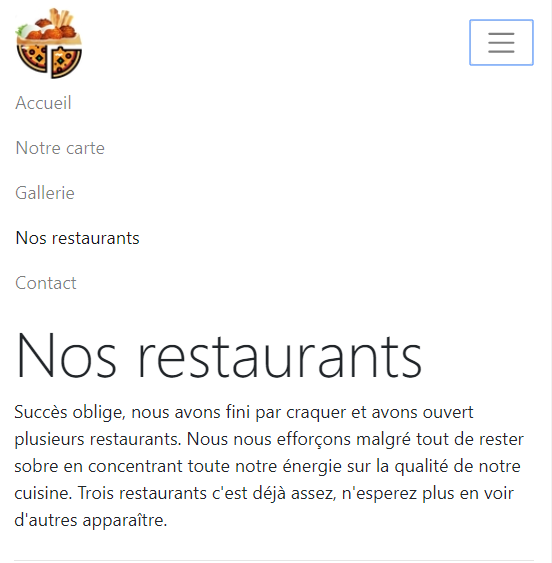 Accueil
Notre carte
Gallerie
Nos restaurants
Contact
Nos restaurants
Succès oblige, nous avons fini par craquer et avons ouvert
plusieurs restaurants. Nous nous efforçons malgré tout de rester
sobre en concentrant toute notre énergie sur la qualité de notre
cuisine. Trois restaurants c'est déjà assez, n'esperez plus en voir
d'autres apparaître.